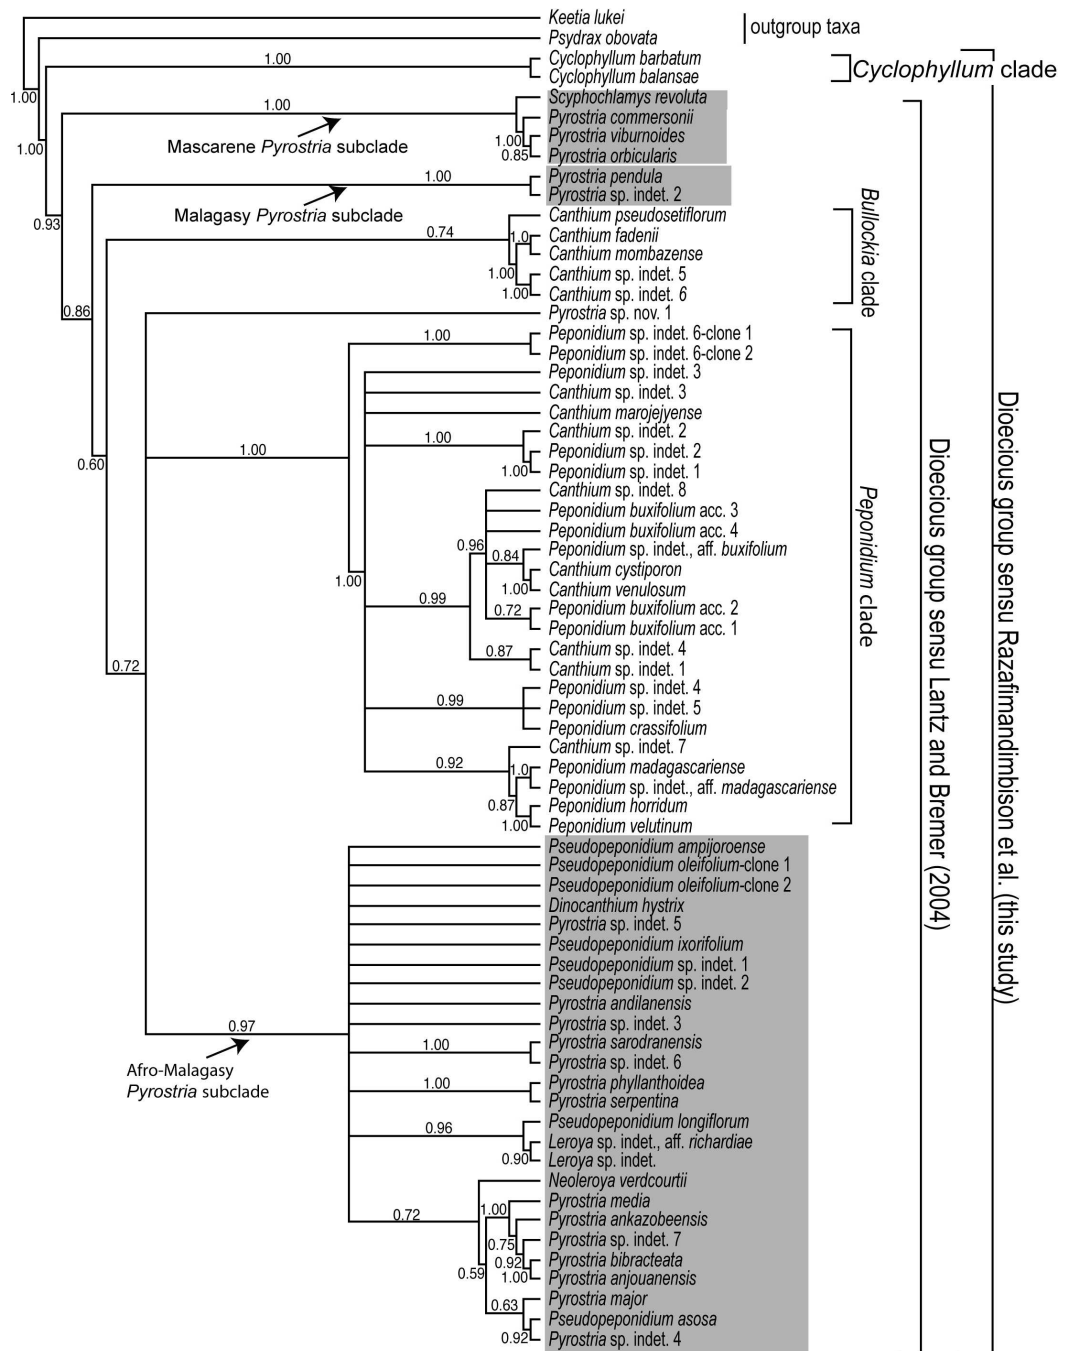 Keetia lukei
Psydrax obovata
outgroup taxa
1.00
Cyclophyllum barbatum
Cyclophyllum balansae
Cyclophyllum clade
1.00
1.00
1.00
Scyphochlamys revoluta
Pyrostria commersonii
Pyrostria viburnoides
Pyrostria orbicularis
1.00
0.85
Mascarene Pyrostria subclade
1.00
Pyrostria pendula
Pyrostria sp. indet. 2
Malagasy Pyrostria subclade
0.93
0.74
Canthium pseudosetiflorum
Canthium fadenii
Canthium mombazense
Canthium sp. indet. 5
Canthium sp. indet. 6
1.0
1.00
1.00
Bullockia clade
0.86
Pyrostria sp. nov. 1
1.00
Peponidium sp. indet. 6-clone 1
Peponidium sp. indet. 6-clone 2
Peponidium sp. indet. 3
Canthium sp. indet. 3
Canthium marojejyense
1.00
Canthium sp. indet. 2
Peponidium sp. indet. 2
Peponidium sp. indet. 1
1.00
1.00
0.60
Canthium sp. indet. 8
Peponidium buxifolium acc. 3
Peponidium buxifolium acc. 4
0.96
0.84
Peponidium sp. indet., aff. buxifolium
Canthium cystiporon
Canthium venulosum
1.00
1.00
0.99
0.72
Peponidium buxifolium acc. 2
Peponidium buxifolium acc. 1
0.87
Canthium sp. indet. 4
Canthium sp. indet. 1
0.72
0.99
Peponidium sp. indet. 4
Peponidium sp. indet. 5
Peponidium crassifolium
0.92
Canthium sp. indet. 7
Peponidium madagascariense
Peponidium sp. indet., aff. madagascariense
Peponidium horridum
Peponidium velutinum
1.0
0.87
1.00
Peponidium clade
Pseudopeponidium ampijoroense
Pseudopeponidium oleifolium-clone 1
Pseudopeponidium oleifolium-clone 2
Dinocanthium hystrix
Pyrostria sp. indet. 5
Pseudopeponidium ixorifolium
Pseudopeponidium sp. indet. 1
Pseudopeponidium sp. indet. 2
Pyrostria andilanensis
Pyrostria sp. indet. 3
0.97
Afro-Malagasy
Pyrostria subclade
1.00
Pyrostria sarodranensis
Pyrostria sp. indet. 6
1.00
Pyrostria phyllanthoidea
Pyrostria serpentina
0.96
Pseudopeponidium longiflorum
Leroya sp. indet., aff. richardiae
Leroya sp. indet.
0.90
0.72
Neoleroya verdcourtii
Pyrostria media
Pyrostria ankazobeensis
Pyrostria sp. indet. 7
Pyrostria bibracteata
Pyrostria anjouanensis
1.00
0.75
0.92
1.00
0.59
0.63
Pyrostria major
Pseudopeponidium asosa
Pyrostria sp. indet. 4
0.92
Dioecious group sensu Lantz and Bremer (2004)
Dioecious group sensu Razafimandimbison et al. (this study)